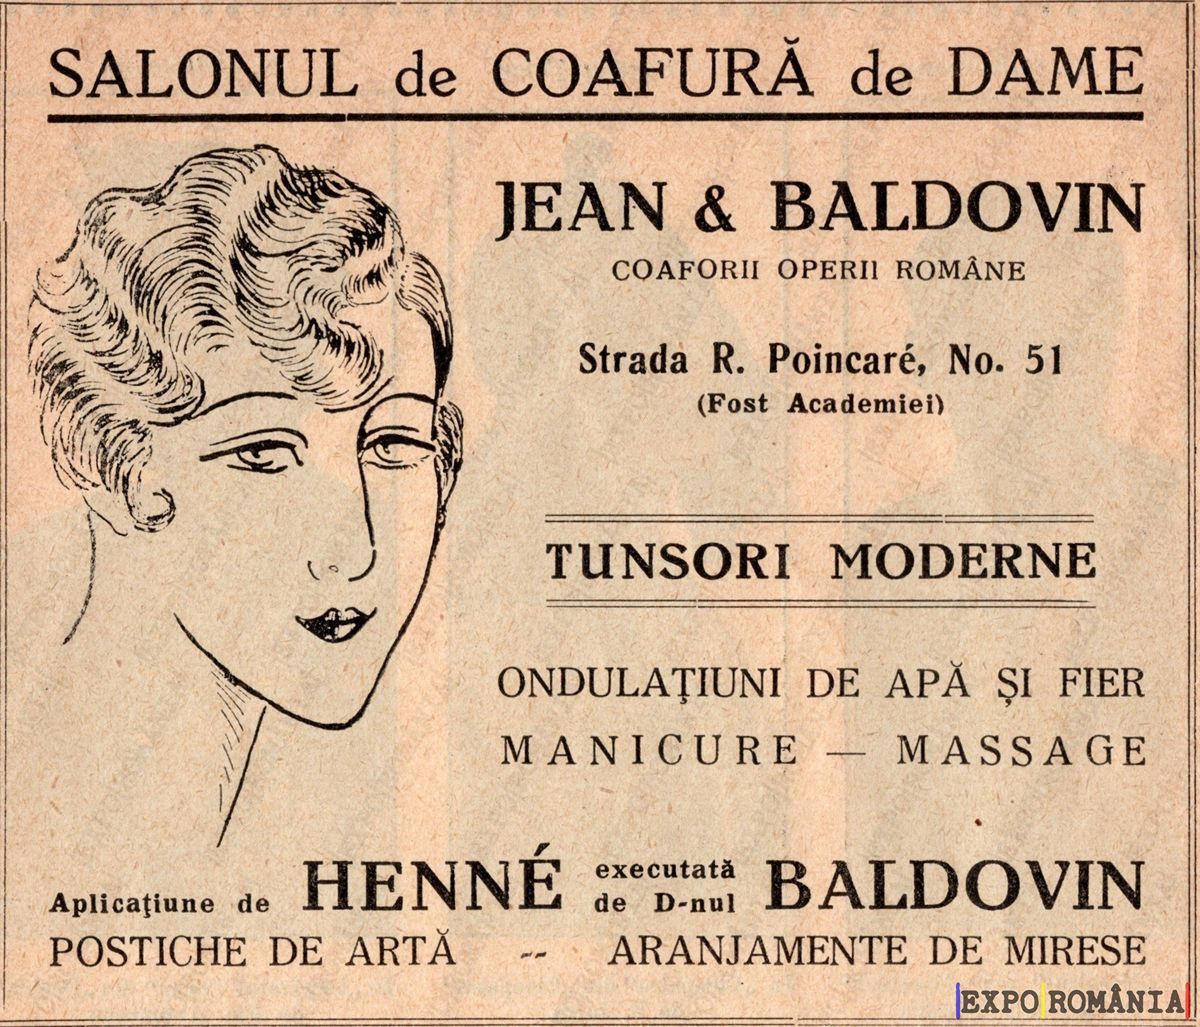 SALONUL de COAFURĂ de DAME
JEAN & BALDOVIN
COAFORII OPERII ROMÂNE
Strada R. Poincaré, No. 51
(Fost Academiei)
TUNSORI MODERNE
ONDULAŢIUNI DE APĂ ŞI FIER
MANICURE — MASSAGE
Aplicaţiune de HENNÉ executată de D-nul BALDOVIN
POSTICHE DE ARTĂ -- ARANJAMENTE DE MIRESE
EXPO ROMÂNIA